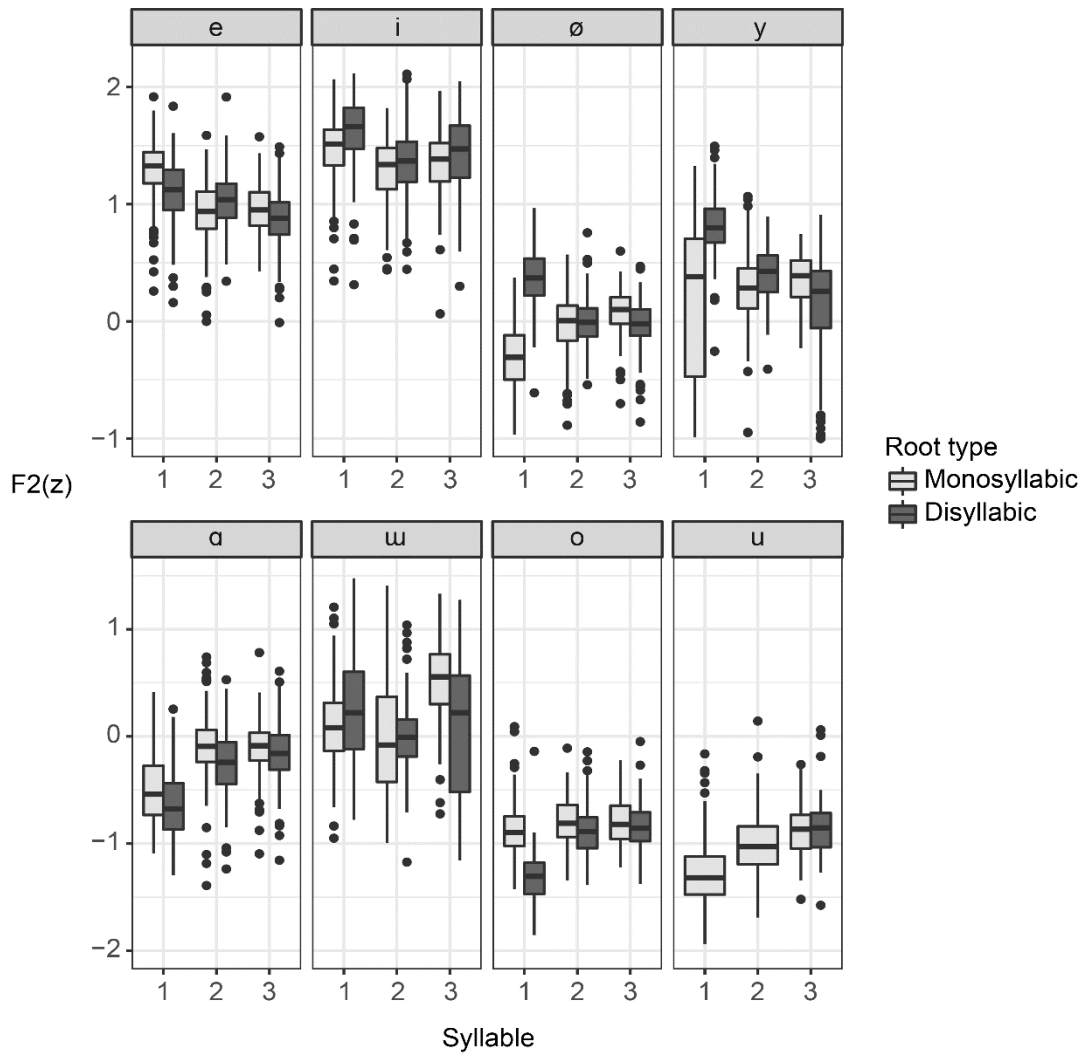 e i ø y
2
1
0
−1
1 2 3 1 2 3 1 2 3 1 2 3
F2(z)
Root type
Monosyllabic
Disyllabic
ɑ ɯ o u
1
0
−1
−2
1 2 3 1 2 3 1 2 3 1 2 3
Syllable